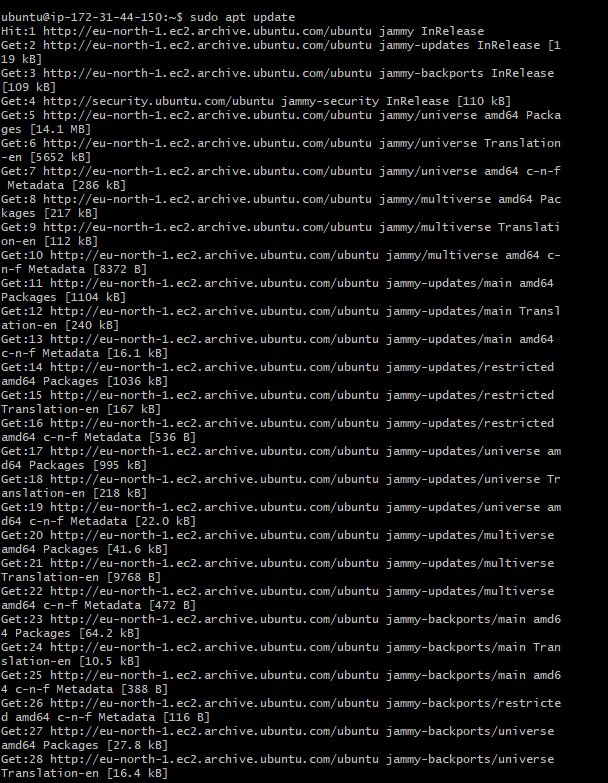 ubuntu@ip-172-31-44-150:~$ sudo apt update
Hit:1 http://eu-north-1.ec2.archive.ubuntu.com/ubuntu jammy InRelease
Get:2 http://eu-north-1.ec2.archive.ubuntu.com/ubuntu jammy-updates InRelease [1
19 kB]
Get:3 http://eu-north-1.ec2.archive.ubuntu.com/ubuntu jammy-backports InRelease
[109 kB]
Get:4 http://security.ubuntu.com/ubuntu jammy-security InRelease [110 kB]
Get:5 http://eu-north-1.ec2.archive.ubuntu.com/ubuntu jammy/universe amd64 Packa
ges [14.1 MB]
Get:6 http://eu-north-1.ec2.archive.ubuntu.com/ubuntu jammy/universe Translation
-en [5652 kB]
Get:7 http://eu-north-1.ec2.archive.ubuntu.com/ubuntu jammy/universe amd64 c-n-f
 Metadata [286 kB]
Get:8 http://eu-north-1.ec2.archive.ubuntu.com/ubuntu jammy/multiverse amd64 Pac
kages [217 kB]
Get:9 http://eu-north-1.ec2.archive.ubuntu.com/ubuntu jammy/multiverse Translati
on-en [112 kB]
Get:10 http://eu-north-1.ec2.archive.ubuntu.com/ubuntu jammy/multiverse amd64 c-
n-f Metadata [8372 B]
Get:11 http://eu-north-1.ec2.archive.ubuntu.com/ubuntu jammy-updates/main amd64
Packages [1104 kB]
Get:12 http://eu-north-1.ec2.archive.ubuntu.com/ubuntu jammy-updates/main Transl
ation-en [240 kB]
Get:13 http://eu-north-1.ec2.archive.ubuntu.com/ubuntu jammy-updates/main amd64
c-n-f Metadata [16.1 kB]
Get:14 http://eu-north-1.ec2.archive.ubuntu.com/ubuntu jammy-updates/restricted
amd64 Packages [1036 kB]
Get:15 http://eu-north-1.ec2.archive.ubuntu.com/ubuntu jammy-updates/restricted
Translation-en [167 kB]
Get:16 http://eu-north-1.ec2.archive.ubuntu.com/ubuntu jammy-updates/restricted
amd64 c-n-f Metadata [536 B]
Get:17 http://eu-north-1.ec2.archive.ubuntu.com/ubuntu jammy-updates/universe am
d64 Packages [995 kB]
Get:18 http://eu-north-1.ec2.archive.ubuntu.com/ubuntu jammy-updates/universe Tr
anslation-en [218 kB]
Get:19 http://eu-north-1.ec2.archive.ubuntu.com/ubuntu jammy-updates/universe am
d64 c-n-f Metadata [22.0 kB]
Get:20 http://eu-north-1.ec2.archive.ubuntu.com/ubuntu jammy-updates/multiverse
amd64 Packages [41.6 kB]
Get:21 http://eu-north-1.ec2.archive.ubuntu.com/ubuntu jammy-updates/multiverse
Translation-en [9768 B]
Get:22 http://eu-north-1.ec2.archive.ubuntu.com/ubuntu jammy-updates/multiverse
amd64 c-n-f Metadata [472 B]
Get:23 http://eu-north-1.ec2.archive.ubuntu.com/ubuntu jammy-backports/main amd6
4 Packages [64.2 kB]
Get:24 http://eu-north-1.ec2.archive.ubuntu.com/ubuntu jammy-backports/main Tran
slation-en [10.5 kB]
Get:25 http://eu-north-1.ec2.archive.ubuntu.com/ubuntu jammy-backports/main amd6
4 c-n-f Metadata [388 B]
Get:26 http://eu-north-1.ec2.archive.ubuntu.com/ubuntu jammy-backports/restricte
d amd64 c-n-f Metadata [116 B]
Get:27 http://eu-north-1.ec2.archive.ubuntu.com/ubuntu jammy-backports/universe
amd64 Packages [27.8 kB]
Get:28 http://eu-north-1.ec2.archive.ubuntu.com/ubuntu jammy-backports/universe
Translation-en [16.4 kB]